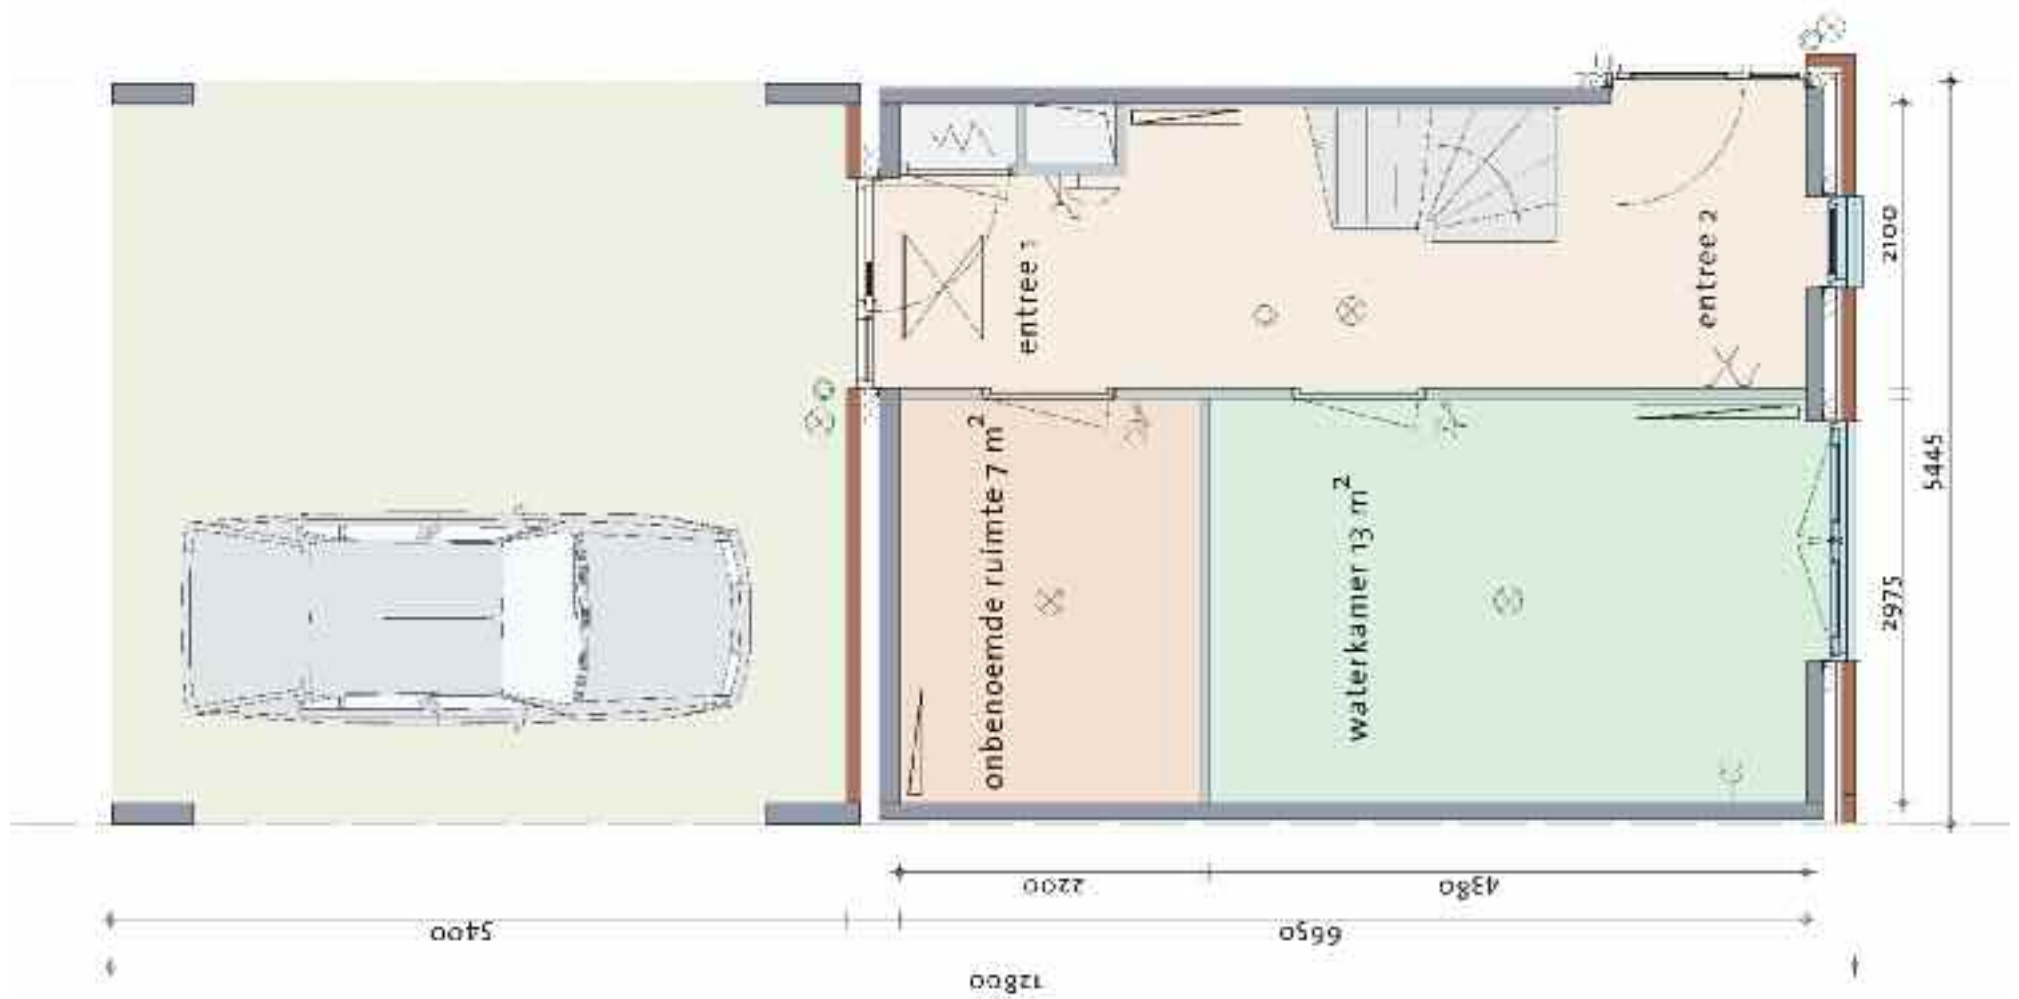 entree 1
entree 2
onbenoemde ruimte 7 m²
waterkamer 13 m²
2100
5445
2975
2200
4380
5400
6650
12800